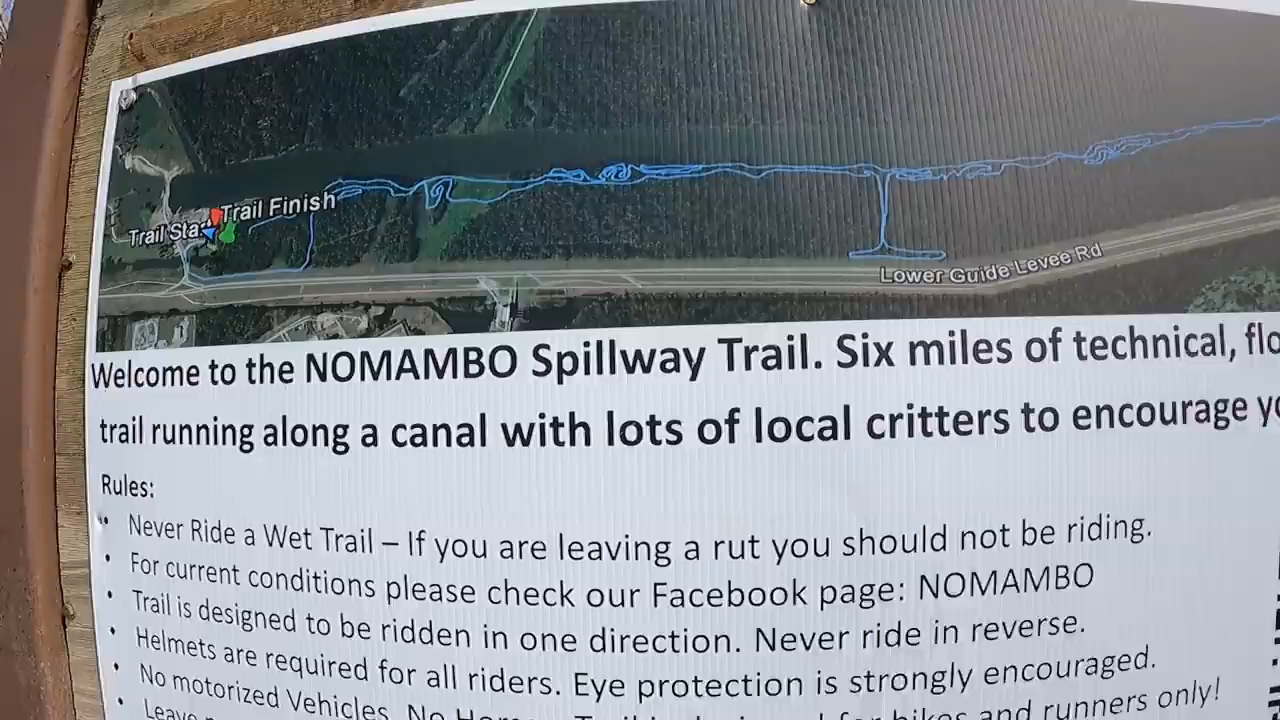 Trail Finish
Trail Sta
Lower Guide Levee Rd
Welcome to the NOMAMBO Spillway Trail. Six miles of technical, flo
trail running along a canal with lots of local critters to encourage yo
Rules:
• Never Ride a Wet Trail – If you are leaving a rut you should not be riding.
• For current conditions please check our Facebook page: NOMAMBO
• Trail is designed to be ridden in one direction. Never ride in reverse.
• Helmets are required for all riders. Eye protection is strongly encouraged.
• No motorized Vehicles. No for bikes and runners only!
• Leave